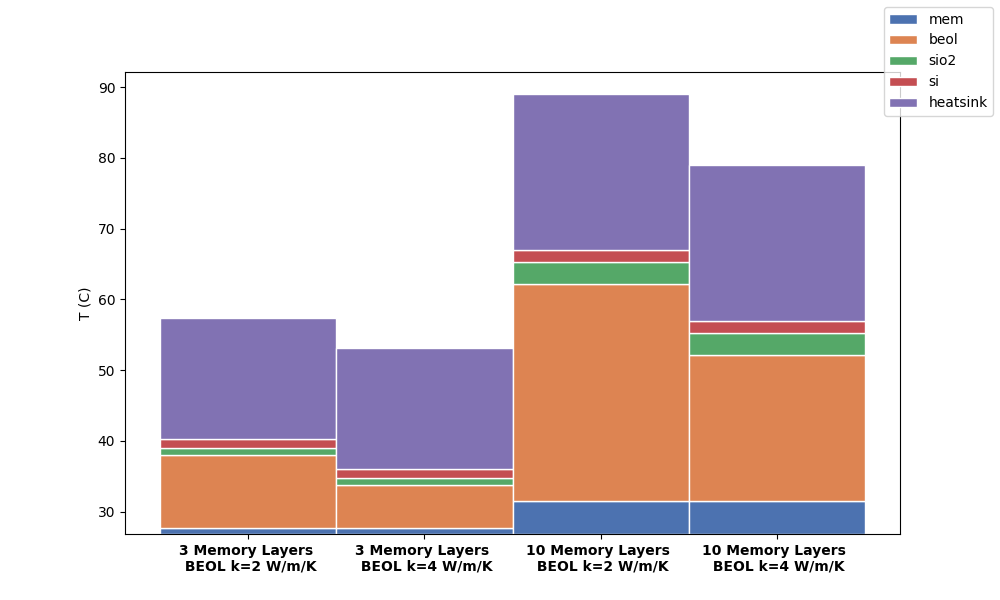 mem
beol
sio2
si
heatsink
90
80
70
60
50
40
30
T (C)
3 Memory Layers
BEOL k=2 W/m/K
3 Memory Layers
BEOL k=4 W/m/K
10 Memory Layers
BEOL k=2 W/m/K
10 Memory Layers
BEOL k=4 W/m/K